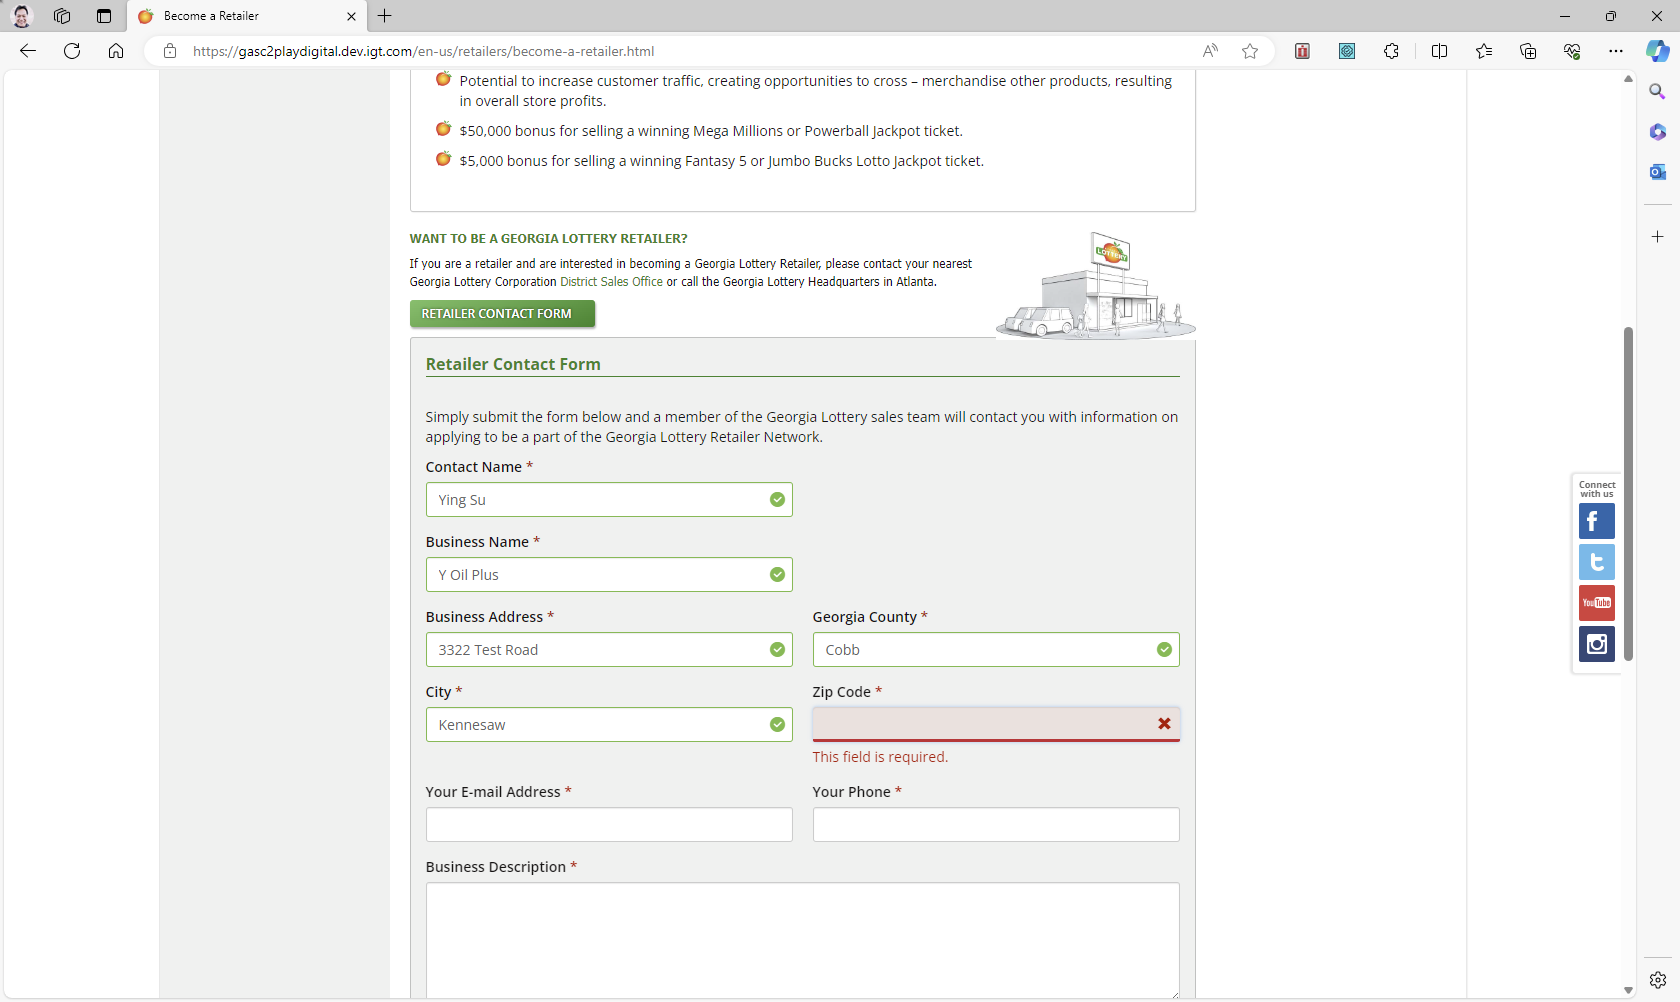 Become a Retailer
https://gasc2playdigital.dev.igt.com/en-us/retailers/become-a-retailer.html
Potential to increase customer traffic, creating opportunities to cross – merchandise other products, resulting
in overall store profits.
$50,000 bonus for selling a winning Mega Millions or Powerball Jackpot ticket.
$5,000 bonus for selling a winning Fantasy 5 or Jumbo Bucks Lotto Jackpot ticket.
WANT TO BE A GEORGIA LOTTERY RETAILER?
If you are a retailer and are interested in becoming a Georgia Lottery Retailer, please contact your nearest
Georgia Lottery Corporation District Sales Office or call the Georgia Lottery Headquarters in Atlanta.
LOTTERY
RETAILER CONTACT FORM
Retailer Contact Form
Simply submit the form below and a member of the Georgia Lottery sales team will contact you with information on
applying to be a part of the Georgia Lottery Retailer Network.
Contact Name *
Ying Su
Business Name *
Y Oil Plus
Business Address *
Georgia County *
3322 Test Road
Cobb
City *
Zip Code *
Kennesaw
This field is required.
Your E-mail Address *
Your Phone *
Business Description *
Connect
with us
f
t
YouTube